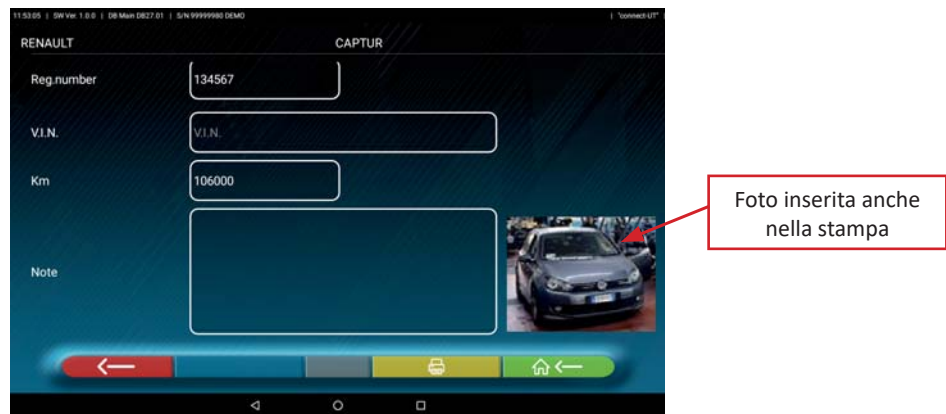 11:53:05 | SW Ver. 1.0.0 | DB Main DB27.01 | S/N 99999980 DEMO | "connect-UT" |
RENAULT CAPTUR
Reg.number 134567
V.I.N. V.I.N.
Km 106000
Foto inserita anche
nella stampa
Note